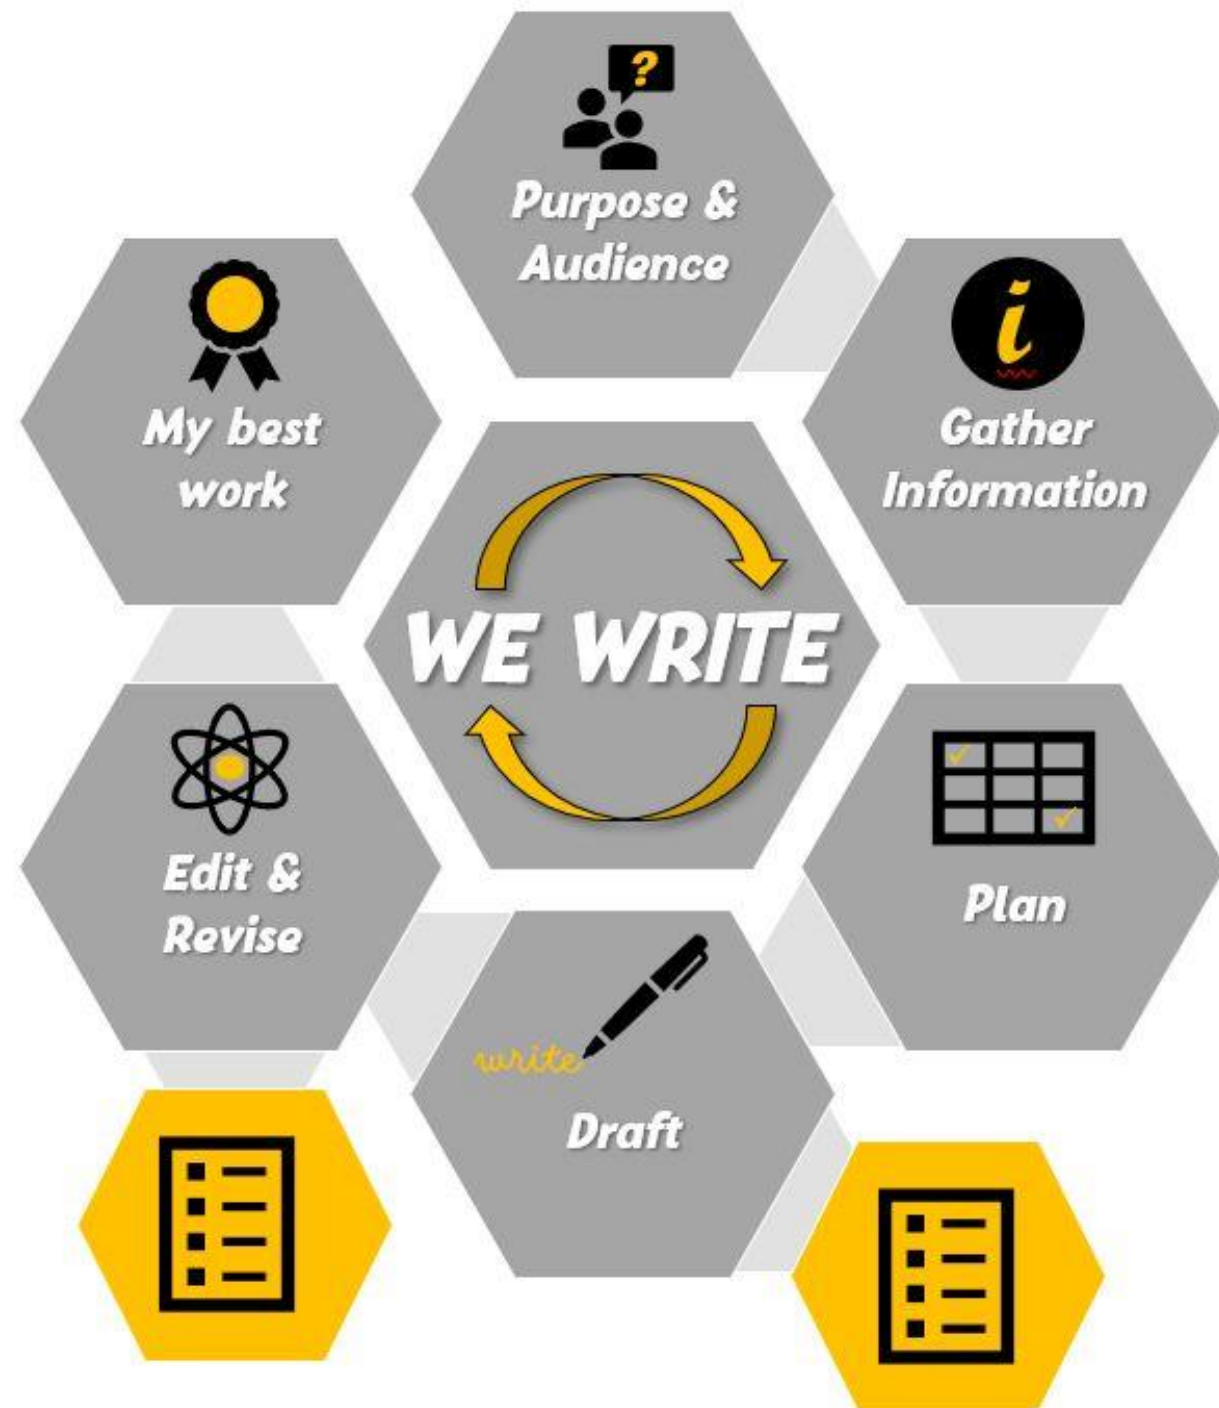 ?
Purpose &
Audience
i
Gather
Information
Plan
write
Draft
Edit &
Revise
My best
work
WE WRITE